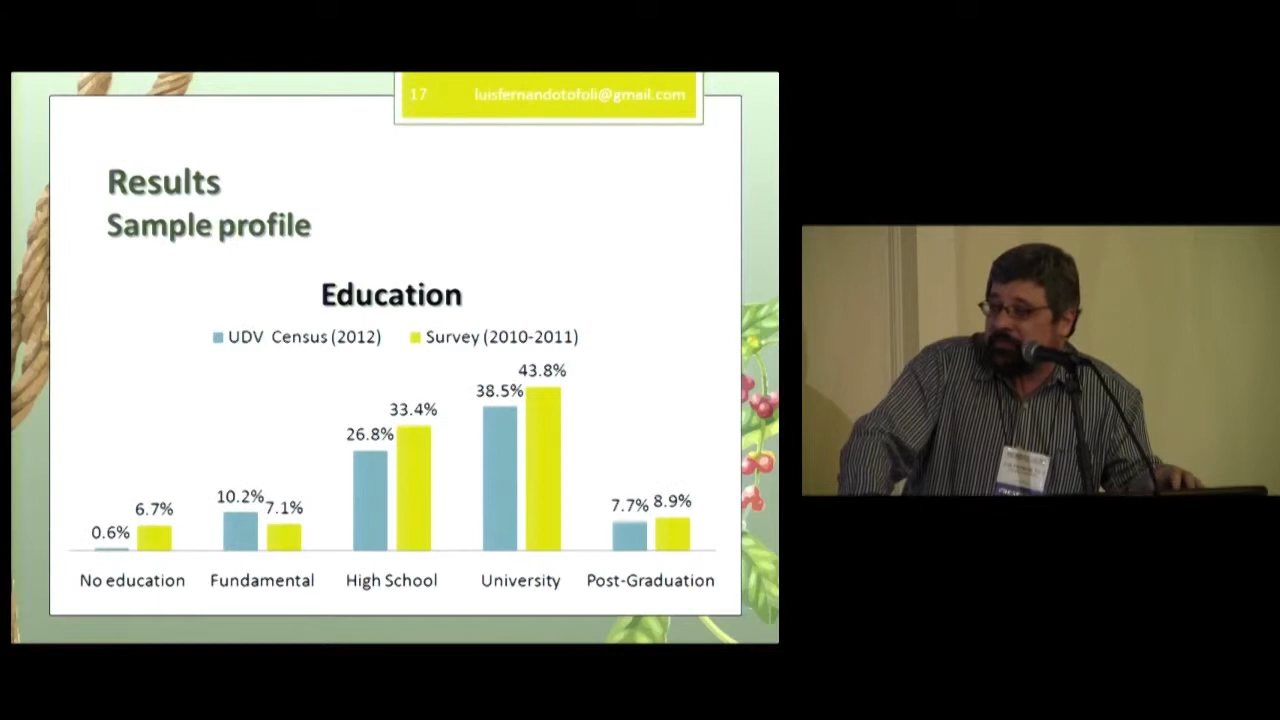 17 luisfernandotofoli@gmail.com
Results
Sample profile
Education
UDV Census (2012) Survey (2010-2011)
0.6% 6.7% 10.2% 7.1% 26.8% 33.4% 38.5% 43.8% 7.7% 8.9%
No education Fundamental High School University Post-Graduation